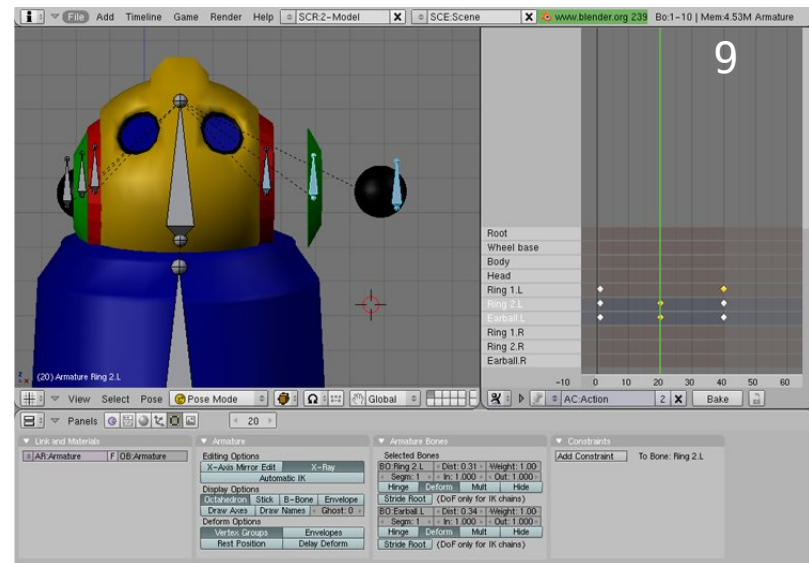 File Add Timeline Game Render Help SCR:2-Model X SCE:Scene X www.blender.org 239 Bo:1-10 | Mem:4.53M Armature
9
Root
Wheel base
Body
Head
Ring 1.L
Ring 2.L
Earball.L
Ring 1.R
Ring 2.R
Earball.R
(20) Armature Ring 2.L
-10 0 10 20 30 40 50 60
View Select Pose Pose Mode Global AC:Action 2 X Bake
Panels 20
Link and Materials Armature Armature Bones Constraints
AR:Armature F OB:Armature Editing Options Selected Bones Add Constraint To Bone: Ring 2.L
X-Axis Mirror Edit X-Ray BO:Ring 2.L Dist: 0.31 Weight: 1.00
Automatic IK Segm: 1 In: 1.000 Out: 1.000
Display Options Hinge Deform Mult Hide
Octahedron Stick B-Bone Envelope Stride Root (DoF only for IK chains)
Draw Axes Draw Names Ghost: 0 BO:Earball.L Dist: 0.34 Weight: 1.00
Deform Options Segm: 1 In: 1.000 Out: 1.000
Vertex Groups Envelopes Hinge Deform Mult Hide
Rest Position Delay Deform Stride Root (DoF only for IK chains)